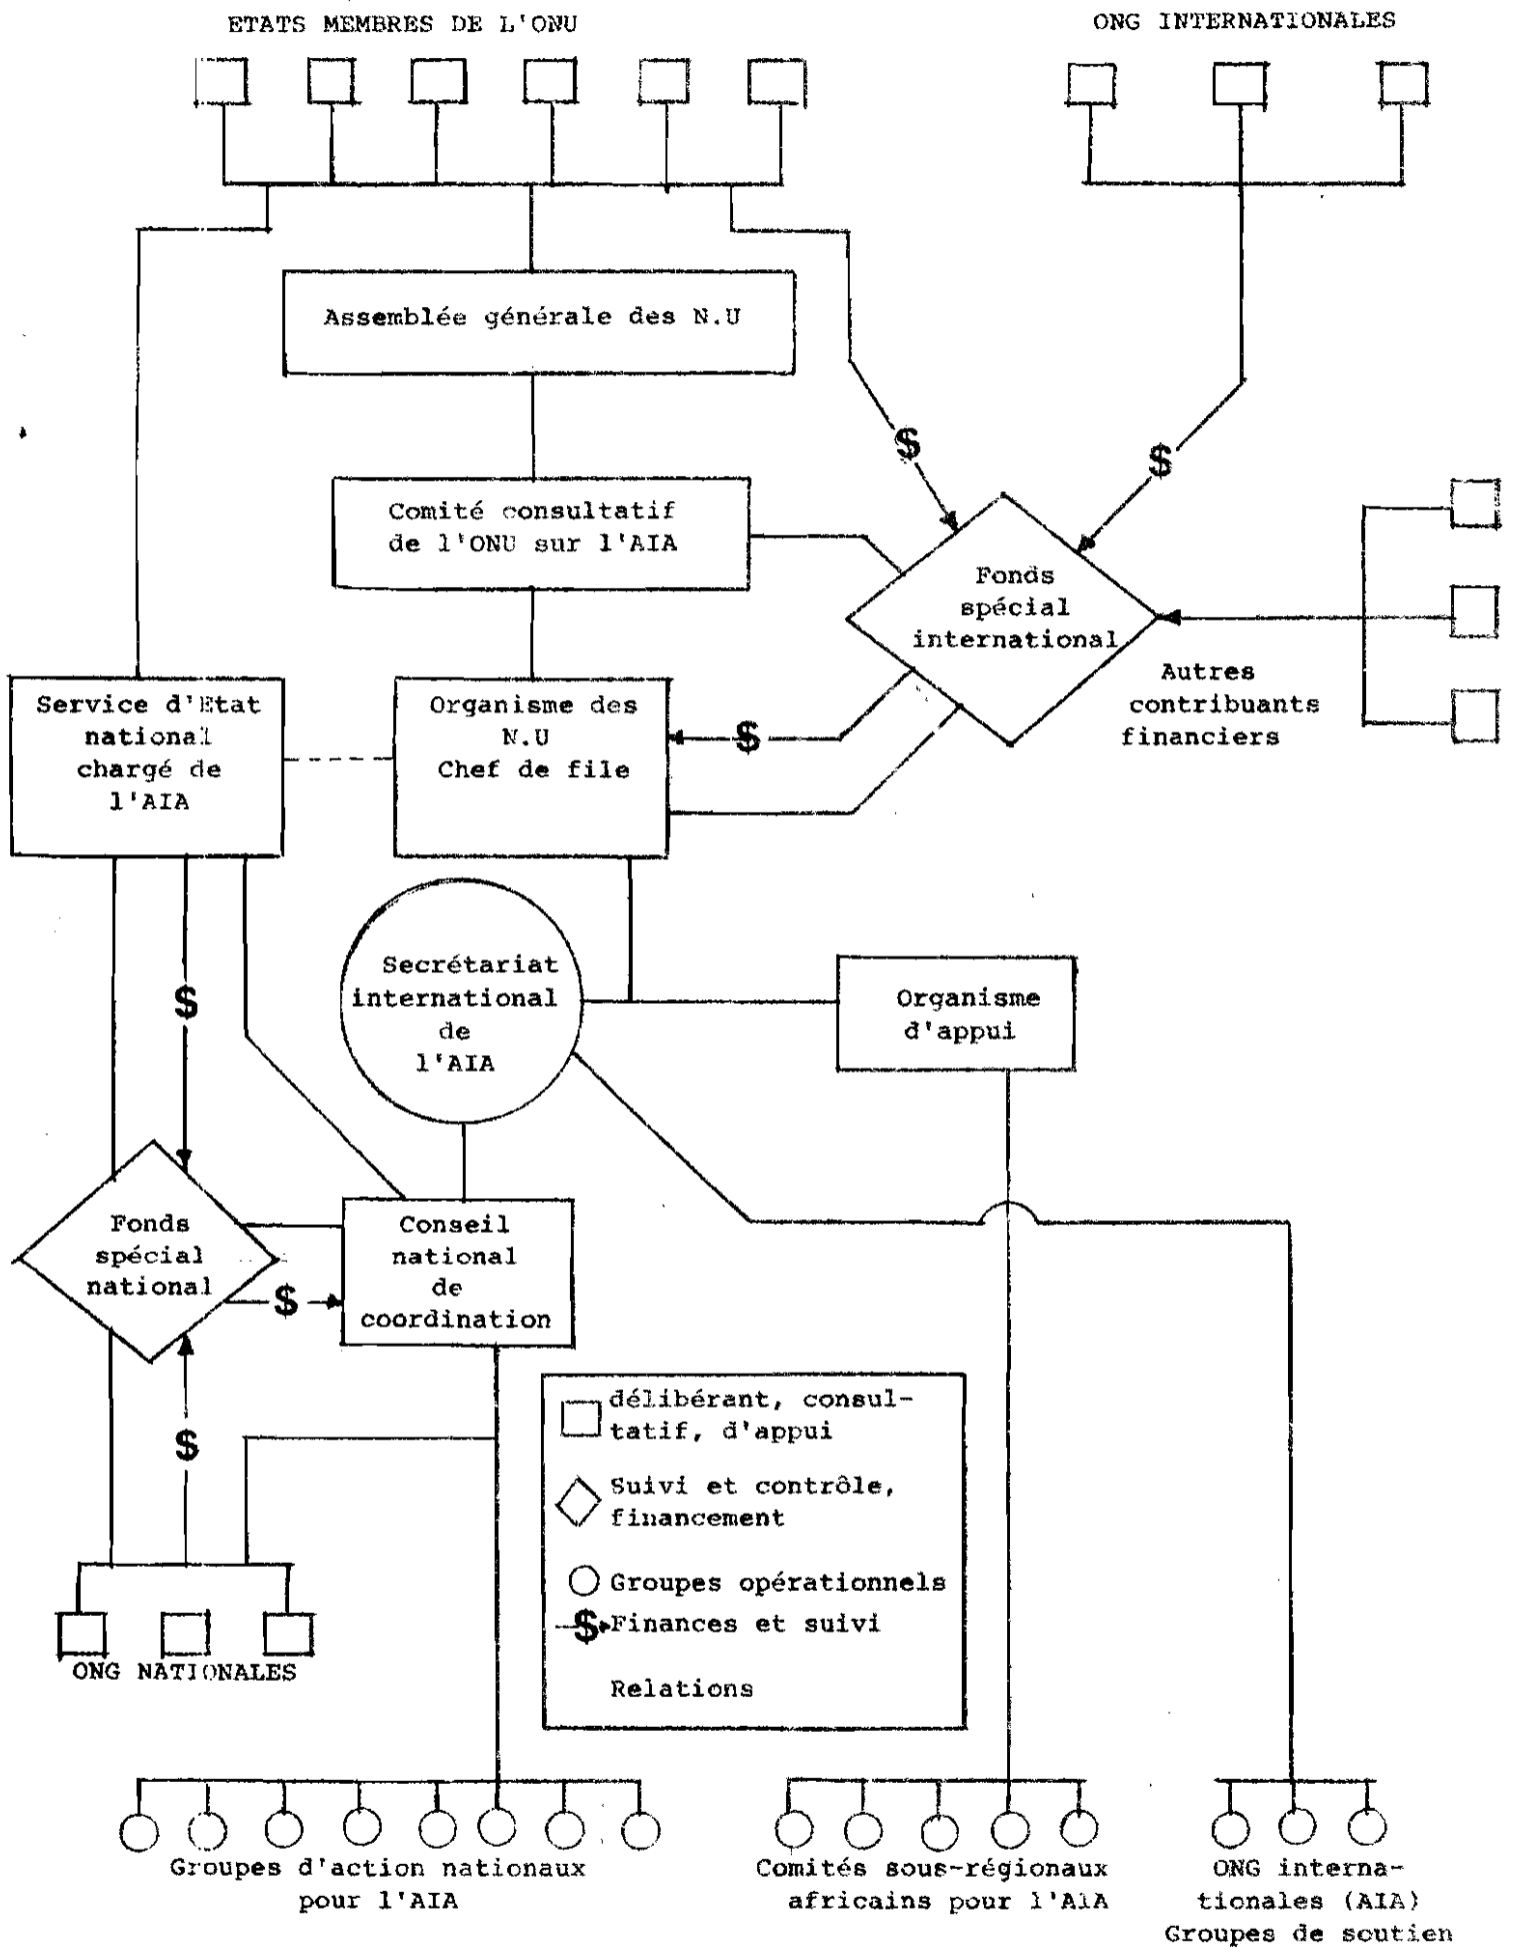 ETATS MEMBRES DE L'ONU
ONG INTERNATIONALES
Assemblée générale des N.U
$
$
Comité consultatif
de l'ONU sur l'AIA
Fonds
spécial
international
Autres
contribuants
financiers
Service d'Etat
national
chargé de
l'AIA
Organisme des
N.U
Chef de file
$
Secrétariat
international
de
l'AIA
Organisme
d'appui
$
Fonds
spécial
national
$
Conseil
national
de
coordination
$
délibérant, consul-
tatif, d'appui
Suivi et contrôle,
financement
Groupes opérationnels
$ Finances et suivi
Relations
ONG NATIONALES
Groupes d'action nationaux
pour l'AIA
Comités sous-régionaux
africains pour l'AIA
ONG interna-
tionales (AIA)
Groupes de soutien